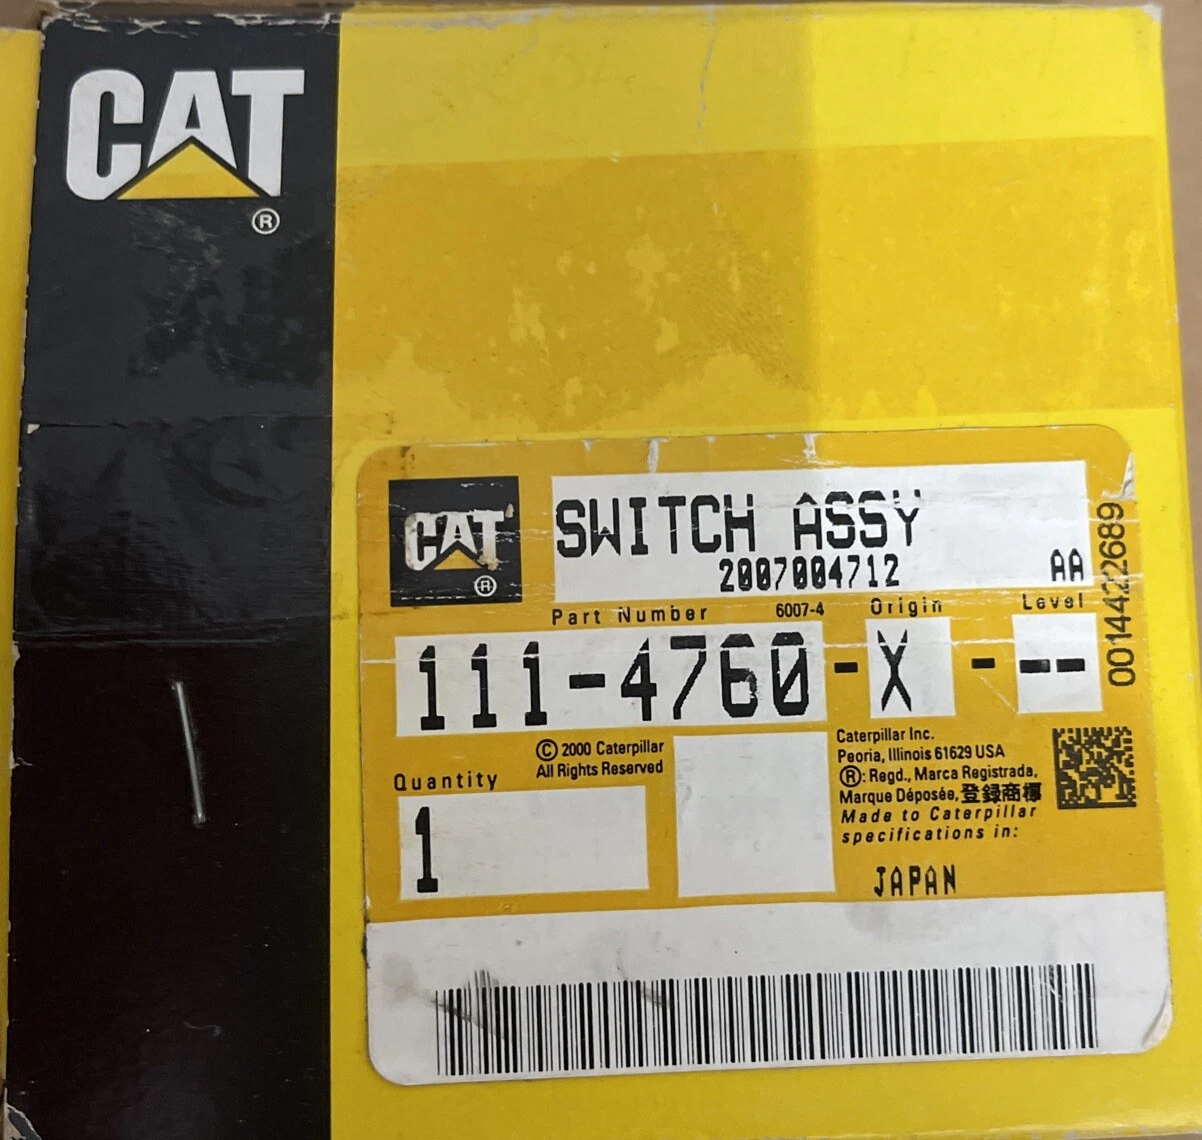 CAT
®
CAT
®
SWITCH ASSY
2007004712 AA
Part Number 6007-4 Origin Level
111-4760-X---
0014422689
© 2000 Caterpillar
All Rights Reserved
Quantity
1
Caterpillar Inc.
Peoria, Illinois 61629 USA
®: Regd., Marca Registrada,
Marque Déposée, 登録商標
Made to Caterpillar
specifications in:
JAPAN